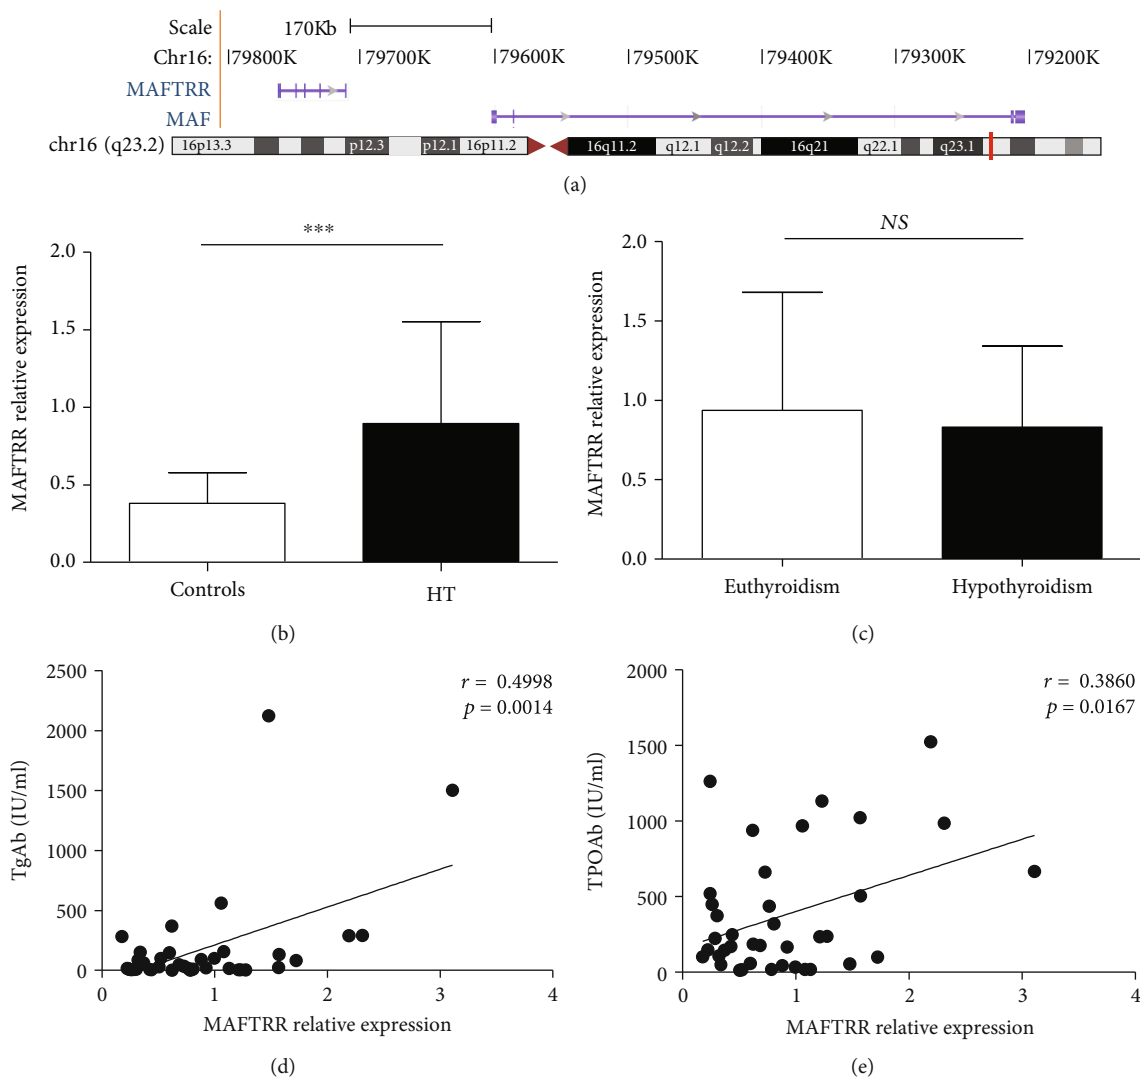 Scale 170Kb
Chr16: |79800K |79700K |79600K |79500K |79400K |79300K |79200K
MAFTRR
MAF
chr16 (q23.2) 16p13.3 p12.3 p12.1 16p11.2 16q11.2 q12.1 q12.2 16q21 q22.1 q23.1
(a)
***
2.0
1.5
1.0
0.5
0.0
MAFTRR relative expression
Controls HT
(b)
NS
2.0
1.5
1.0
0.5
0.0
MAFTRR relative expression
Euthyroidism Hypothyroidism
(c)
r = 0.4998
p = 0.0014
2500
2000
1500
1000
500
0
TgAb (IU/ml)
0 1 2 3 4
MAFTRR relative expression
(d)
r = 0.3860
p = 0.0167
2000
1500
1000
500
0
TPOAb (IU/ml)
0 1 2 3 4
MAFTRR relative expression
(e)